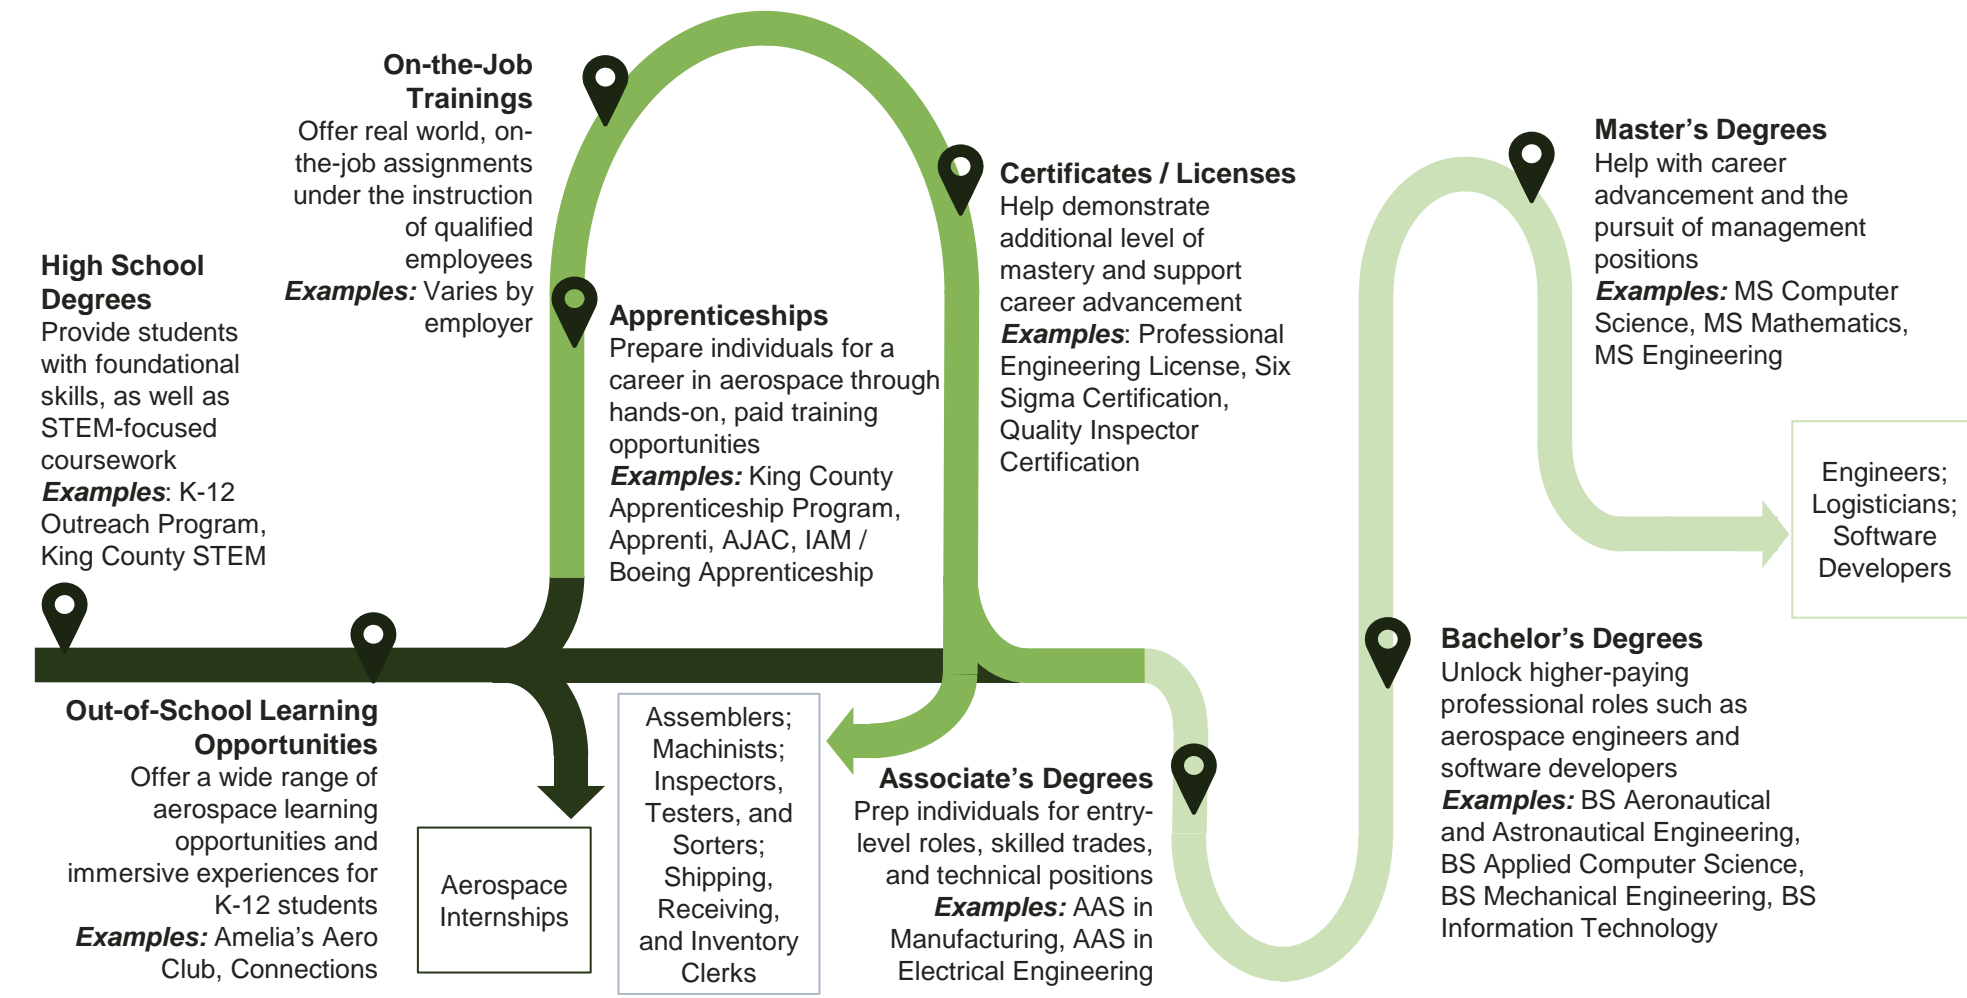 High School
Degrees
Provide students
with foundational
skills, as well as
STEM-focused
coursework
Examples: K-12
Outreach Program,
King County STEM
Out-of-School Learning
Opportunities
Offer a wide range of
aerospace learning
opportunities and
immersive experiences for
K-12 students
Examples: Amelia’s Aero
Club, Connections
Aerospace
Internships
On-the-Job
Trainings
Offer real world, on-
the-job assignments
under the instruction
of qualified
employees
Examples: Varies by
employer
Apprenticeships
Prepare individuals for a
career in aerospace through
hands-on, paid training
opportunities
Examples: King County
Apprenticeship Program,
Apprenti, AJAC, IAM /
Boeing Apprenticeship
Certificates / Licenses
Help demonstrate
additional level of
mastery and support
career advancement
Examples: Professional
Engineering License, Six
Sigma Certification,
Quality Inspector
Certification
Assemblers;
Machinists;
Inspectors,
Testers, and
Sorters;
Shipping,
Receiving,
and Inventory
Clerks
Associate’s Degrees
Prep individuals for entry-
level roles, skilled trades,
and technical positions
Examples: AAS in
Manufacturing, AAS in
Electrical Engineering
Bachelor’s Degrees
Unlock higher-paying
professional roles such as
aerospace engineers and
software developers
Examples: BS Aeronautical
and Astronautical Engineering,
BS Applied Computer Science,
BS Mechanical Engineering, BS
Information Technology
Master’s Degrees
Help with career
advancement and the
pursuit of management
positions
Examples: MS Computer
Science, MS Mathematics,
MS Engineering
Engineers;
Logisticians;
Software
Developers